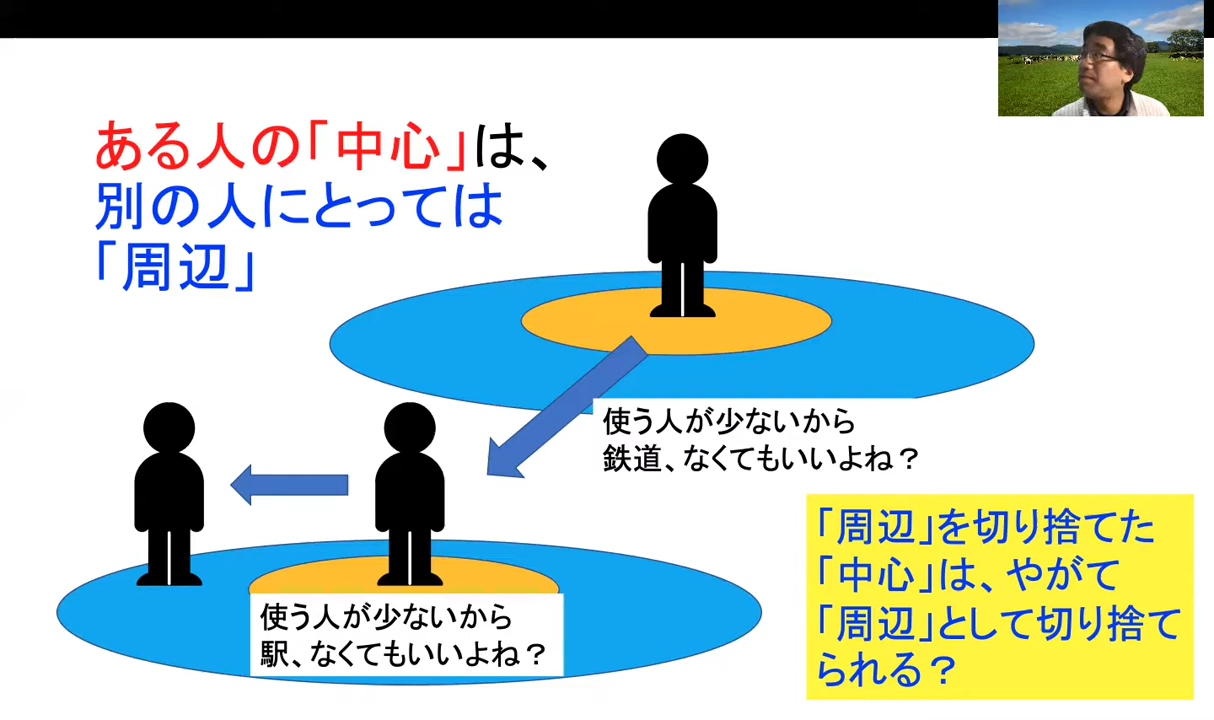 ある人の「中心」は、
別の人にとっては
「周辺」
使う人が少ないから
鉄道、なくてもいいよね？
使う人が少ないから
駅、なくてもいいよね？
「周辺」を切り捨てた
「中心」は、やがて
「周辺」として切り捨て
られる？